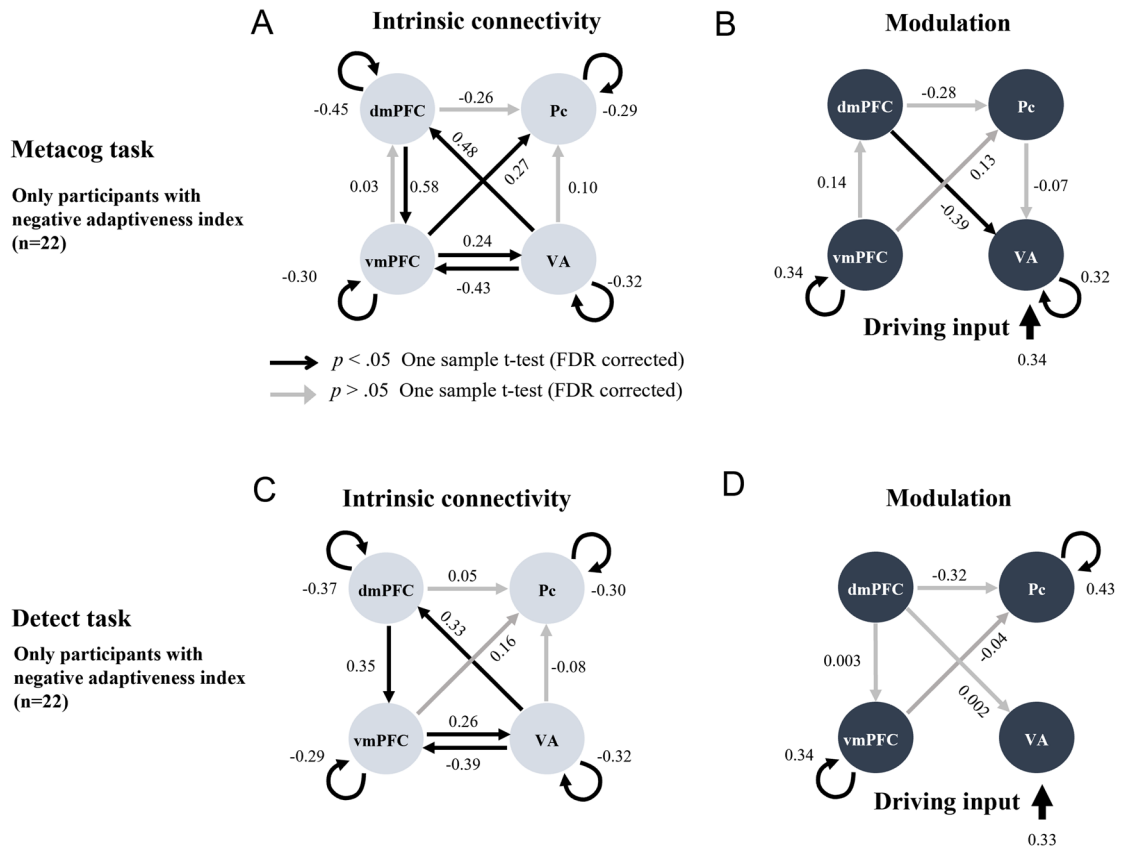 A
Intrinsic connectivity
B
Modulation
Metacog task
Only participants with
negative adaptiveness index
(n=22)
-0.45
dmPFC
-0.26
Pc
-0.29
0.48
0.27
0.03
0.58
0.10
-0.30
vmPFC
0.24
-0.43
VA
-0.32
dmPFC
-0.28
Pc
0.14
0.13
-0.39
-0.07
0.34
vmPFC
VA
0.32
Driving input
0.34
p < .05 One sample t-test (FDR corrected)
p > .05 One sample t-test (FDR corrected)
C
Intrinsic connectivity
D
Modulation
Detect task
Only participants with
negative adaptiveness index
(n=22)
-0.37
dmPFC
0.05
Pc
-0.30
0.33
0.16
0.35
-0.08
-0.29
vmPFC
0.26
-0.39
VA
-0.32
dmPFC
-0.32
Pc
0.43
0.003
-0.04
0.002
0.34
vmPFC
VA
Driving input
0.33